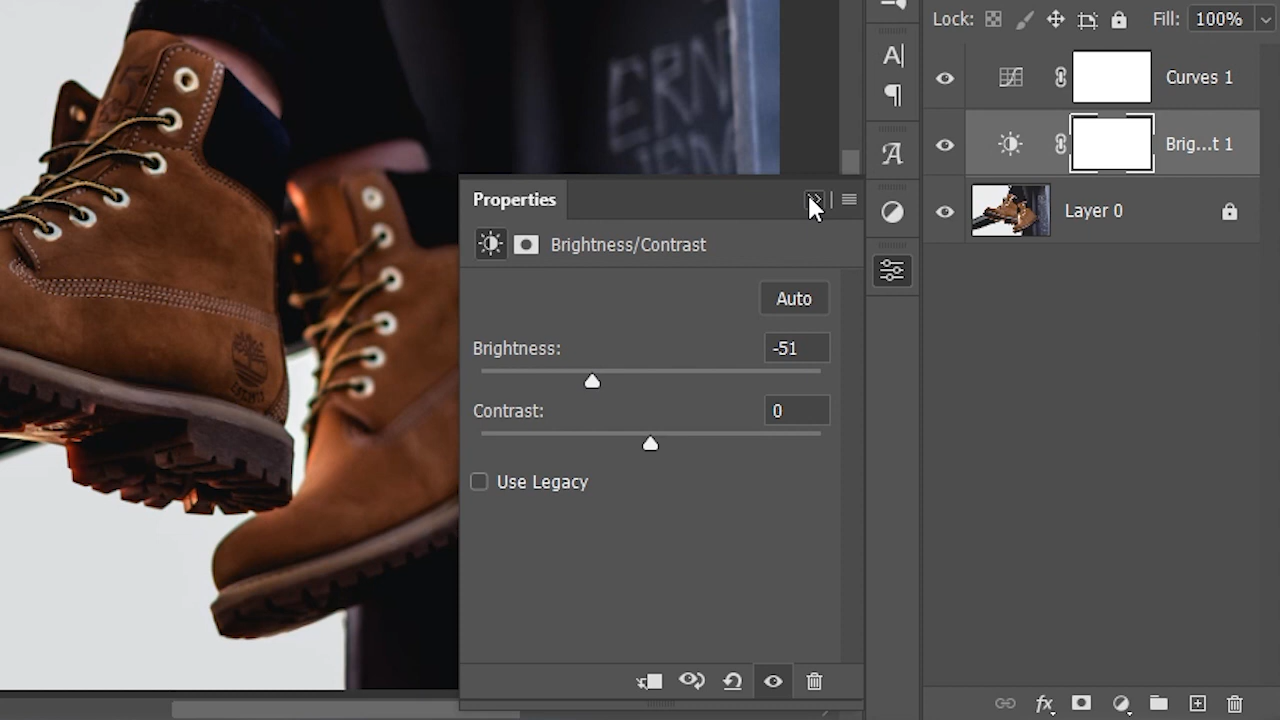 Lock:
Fill: 100%
Curves 1
Brig...t 1
Layer 0
Properties
Brightness/Contrast
Auto
Brightness: -51
Contrast: 0
Use Legacy